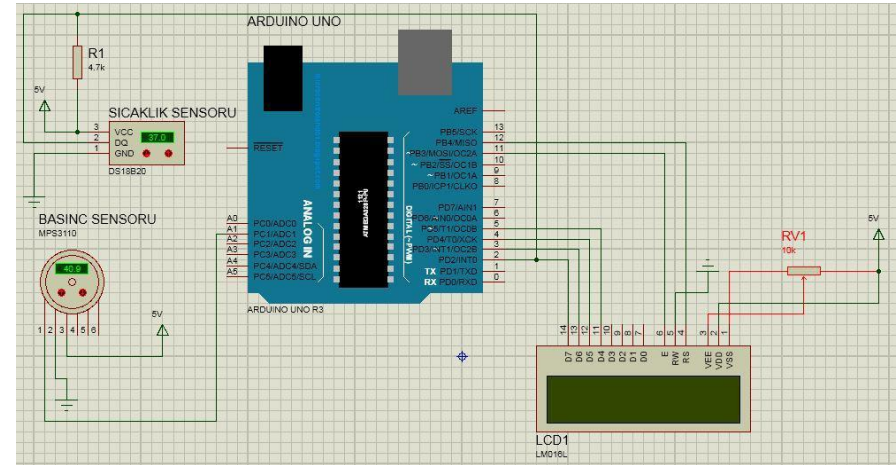 ARDUINO UNO
R1
4.7k
5V
SICAKLIK SENSORU
3 VCC
2 DQ
1 GND
37.0
DS18B20
BASINC SENSORU
MPS3110
40.9
1 2 3 4 5 6
5V
RESET
AREF
PB5/SCK 13
PB4/MISO 12
~PB3/MOSI/OC2A 11
~ PB2/SS/OC1B 10
~ PB1/OC1A 9
PB0/ICP1/CLKO 8
PD7/AIN1 7
PD6/AIN0/OC0A 6
PD5/T1/OC0B 5
PD4/T0/XCK 4
PD3/INT1/OC2B 3
PD2/INT0 2
TX PD1/TXD 1
RX PD0/RXD 0
DIGITAL (~PWM)
ANALOG IN
A0 PC0/ADC0
A1 PC1/ADC1
A2 PC2/ADC2
A3 PC3/ADC3
A4 PC4/ADC4/SDA
A5 PC5/ADC5/SCL
ARDUINO UNO R3
RV1
10k
5V
14 13 12 11 10 9 8 7 6 5 4 3 2 1
D7 D6 D5 D4 D3 D2 D1 D0 E RW RS VEE VDD VSS
LCD1
LM016L